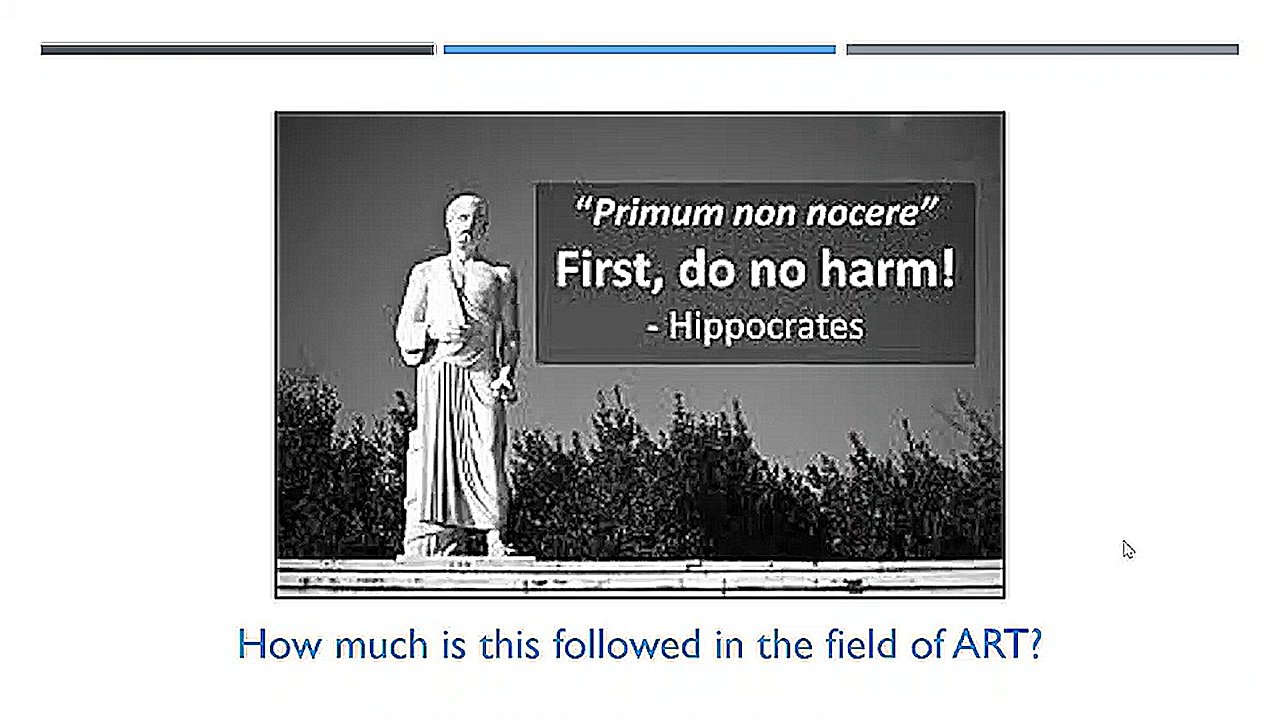 “Primum non nocere”
First, do no harm!
- Hippocrates
How much is this followed in the field of ART?